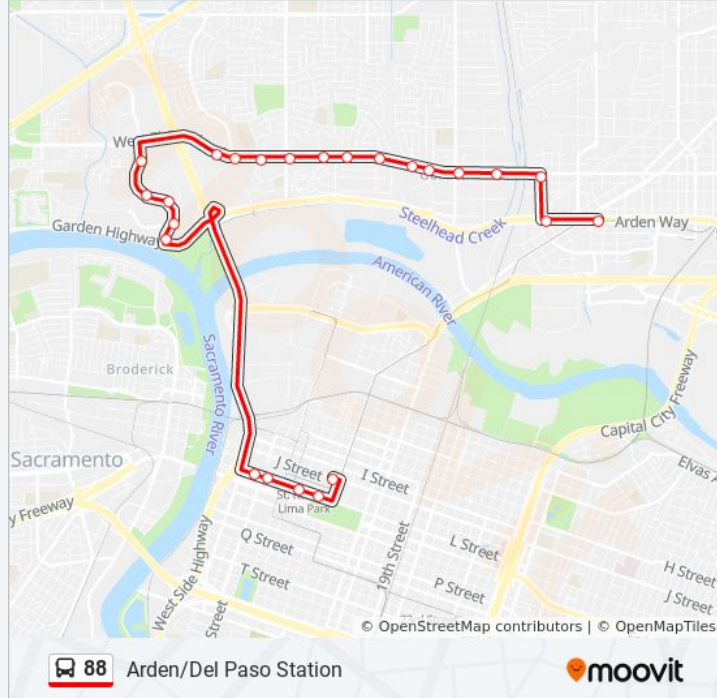 We
Garden Highway
Steelhead Creek
Arden Way
American River
Broderick
Sacramento River
Capital City Freeway
Sacramento
J Street
I Street
Elvas A
y Freeway
St.
Lima Park
Q Street
19th Street
L Street
T Street
West Side Highway
P Street
H Street
J Street
Street
© OpenStreetMap contributors | © OpenMapTiles
88 Arden/Del Paso Station
moovit